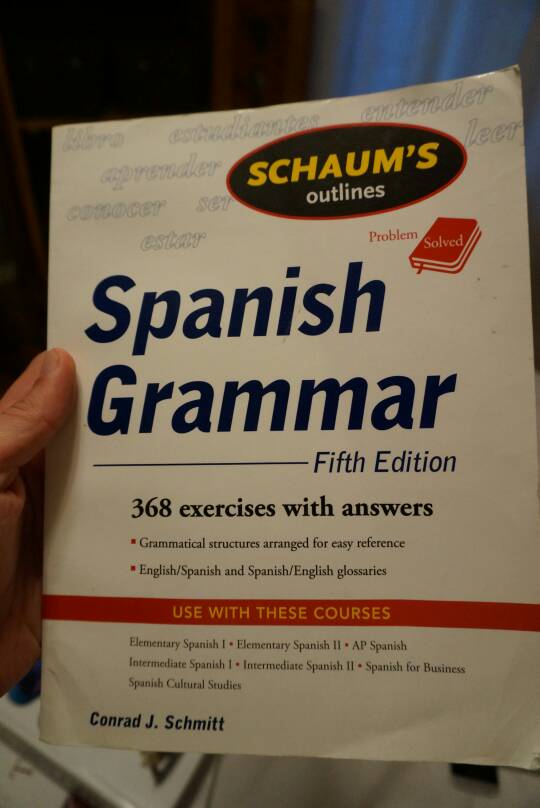 libro estudiantes entender
aprender leer
conocer ser
estar
SCHAUM'S
outlines
Problem Solved
Spanish
Grammar
Fifth Edition
368 exercises with answers
▪ Grammatical structures arranged for easy reference
▪ English/Spanish and Spanish/English glossaries
USE WITH THESE COURSES
Elementary Spanish I • Elementary Spanish II • AP Spanish
Intermediate Spanish I • Intermediate Spanish II • Spanish for Business
Spanish Cultural Studies
Conrad J. Schmitt